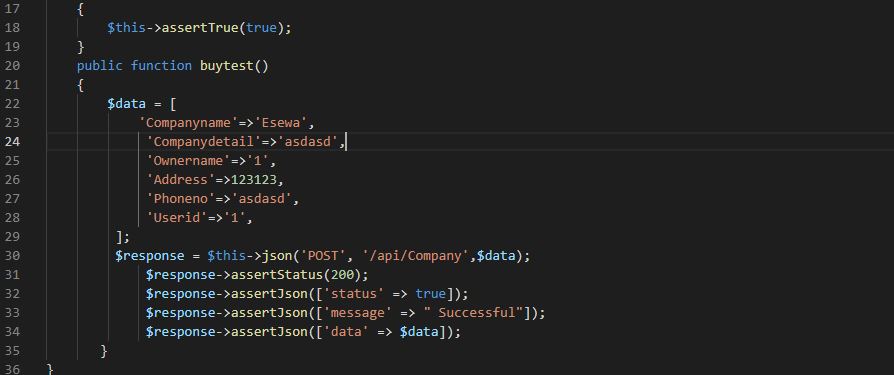 17 {
18 $this->assertTrue(true);
19 }
20 public function buytest()
21 {
22 $data = [
23 'Companyname'=>'Esewa',
24 'Companydetail'=>'asdasd',
25 'Ownername'=>'1',
26 'Address'=>123123,
27 'Phoneno'=>'asdasd',
28 'Userid'=>'1',
29 ];
30 $response = $this->json('POST', '/api/Company',$data);
31 $response->assertStatus(200);
32 $response->assertJson(['status' => true]);
33 $response->assertJson(['message' => " Successful"]);
34 $response->assertJson(['data' => $data]);
35 }
36 }